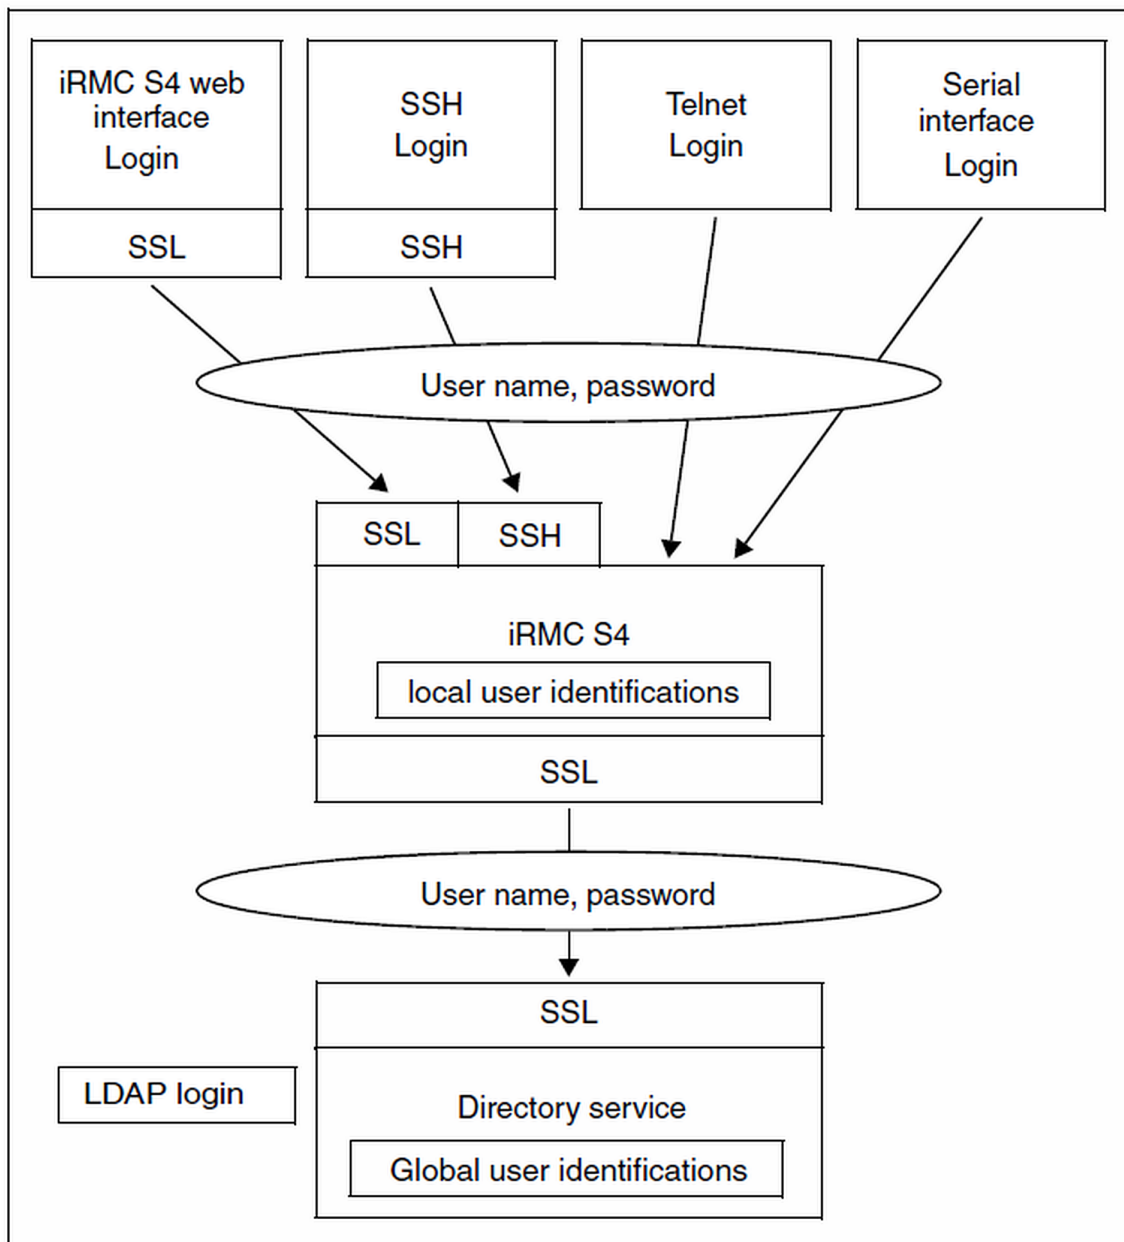 iRMC S4 web
interface
Login
SSL
SSH
Login
SSH
Telnet
Login
Serial
interface
Login
User name, password
SSL
SSH
iRMC S4
local user identifications
SSL
User name, password
SSL
LDAP login
Directory service
Global user identifications